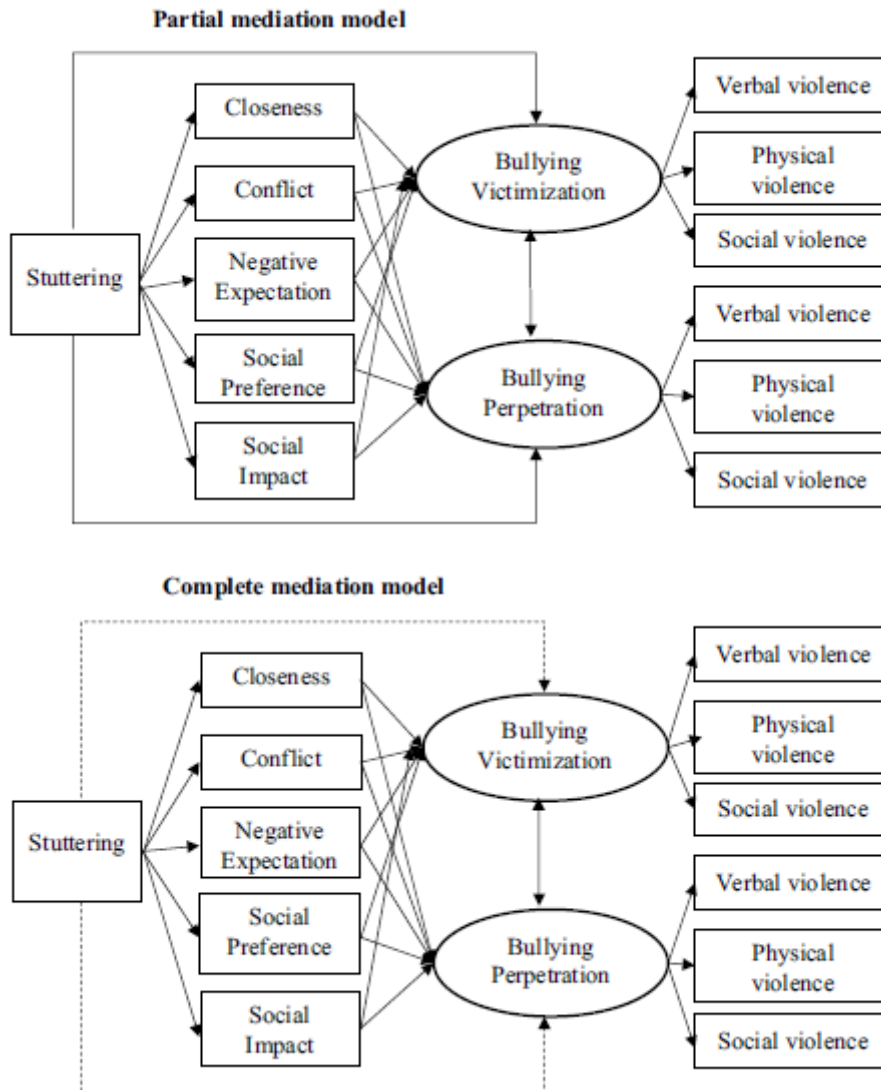 Partial mediation model
Verbal violence
Closeness
Bullying
Victimization
Physical
violence
Conflict
Social violence
Stuttering
Negative
Expectation
Verbal violence
Social
Preference
Bullying
Perpetration
Physical
violence
Social
Impact
Social violence
Complete mediation model
Verbal violence
Closeness
Bullying
Victimization
Physical
violence
Conflict
Social violence
Stuttering
Negative
Expectation
Verbal violence
Social
Preference
Bullying
Perpetration
Physical
violence
Social
Impact
Social violence